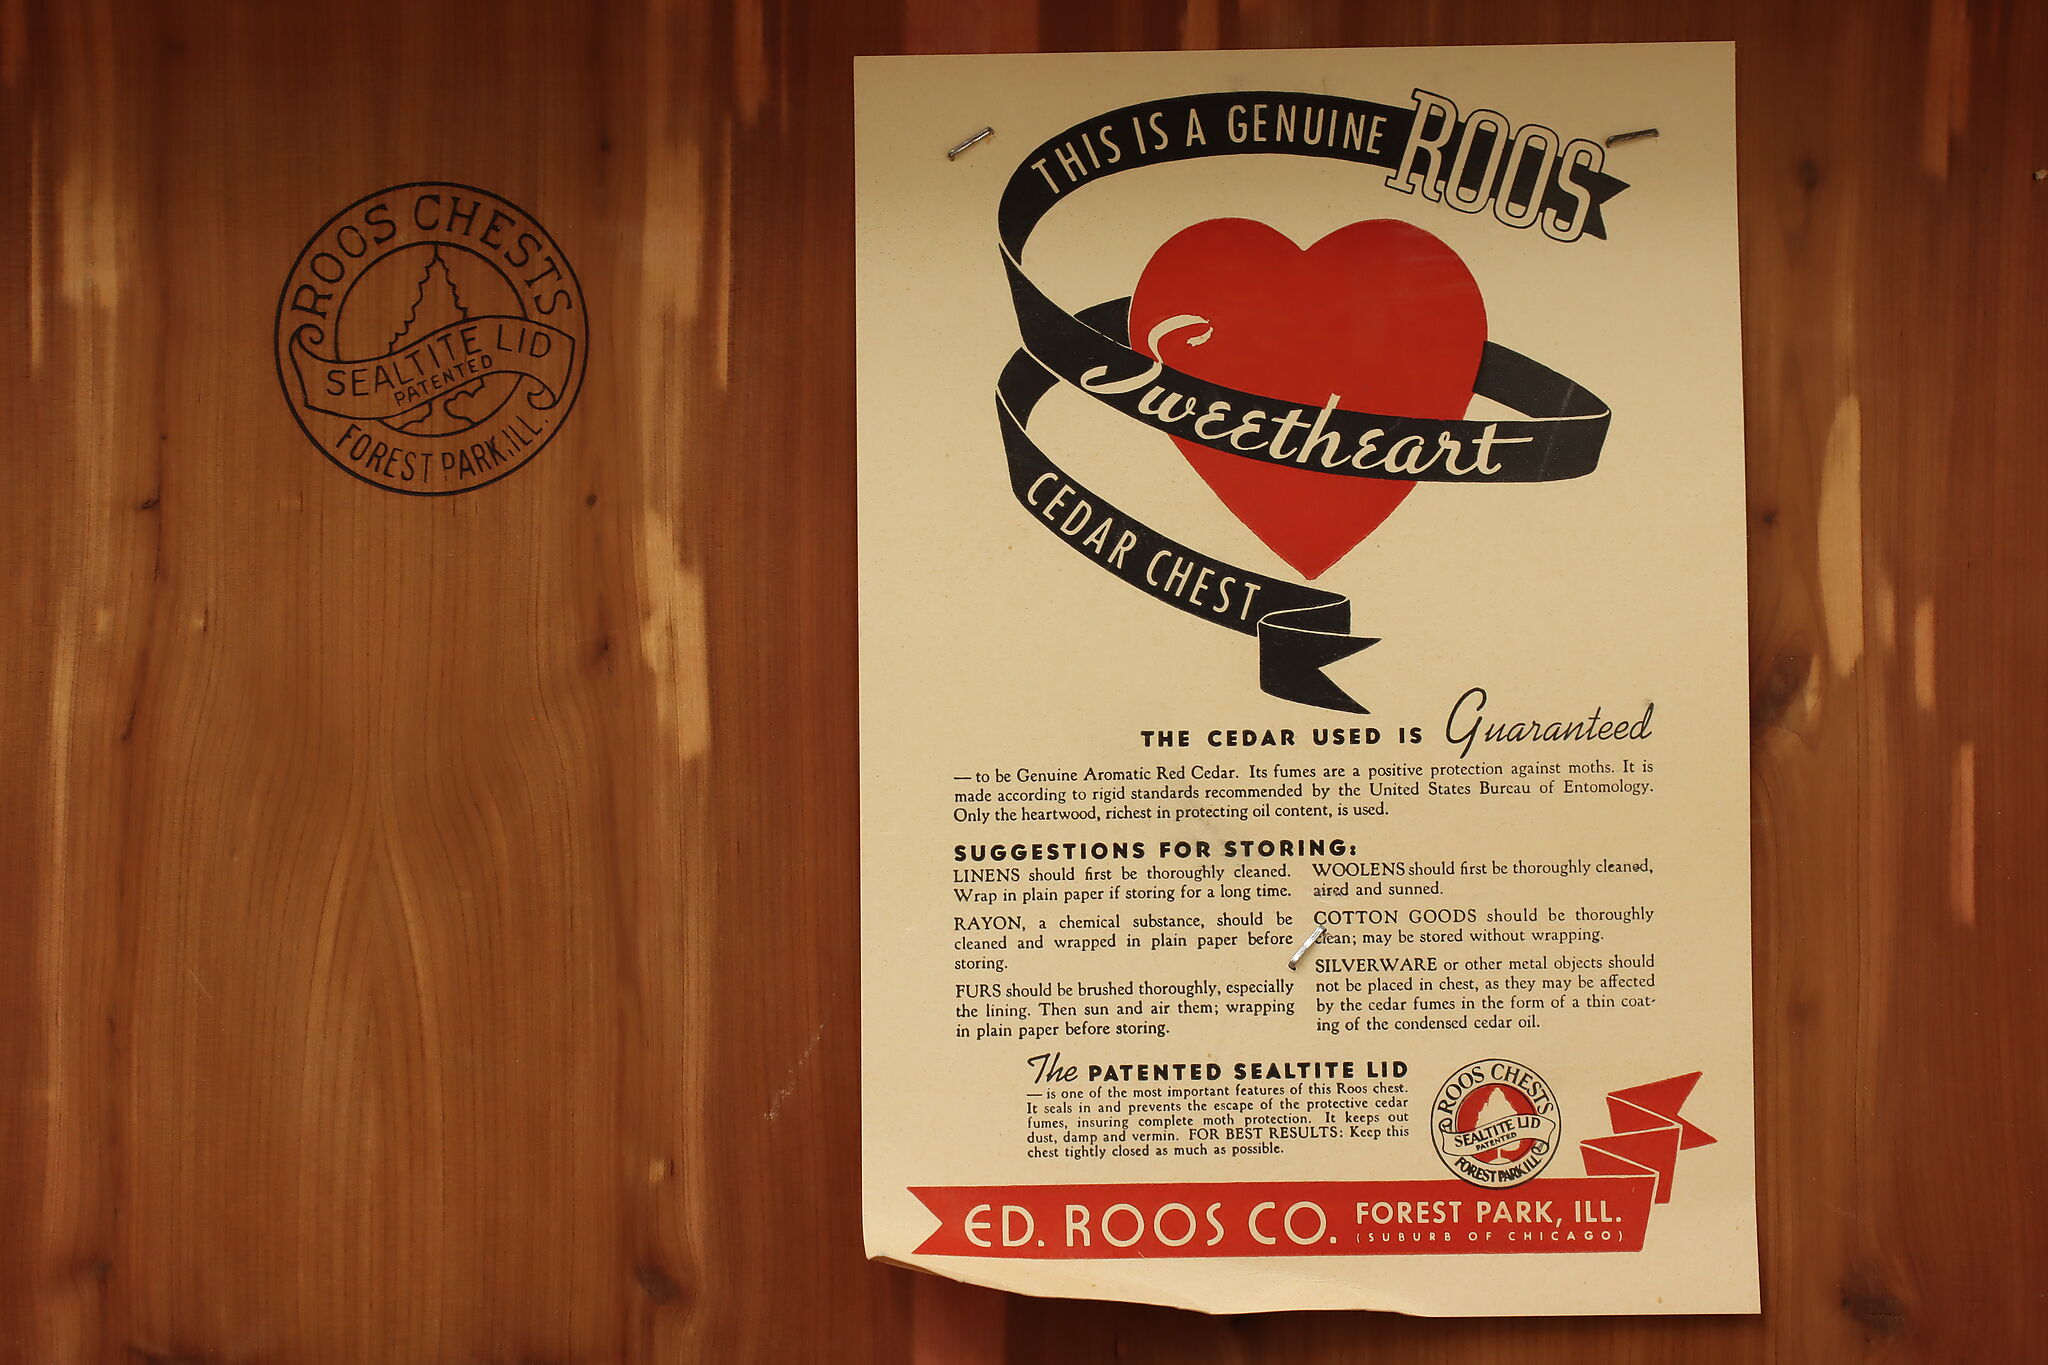 ROOS CHESTS
SEALTITE LID
PATENTED
FOREST PARK, ILL.
THIS IS A GENUINE ROOS
Sweetheart
CEDAR CHEST
THE CEDAR USED IS Guaranteed
— to be Genuine Aromatic Red Cedar. Its fumes are a positive protection against moths. It is
made according to rigid standards recommended by the United States Bureau of Entomology.
Only the heartwood, richest in protecting oil content, is used.
SUGGESTIONS FOR STORING:
LINENS should first be thoroughly cleaned.
Wrap in plain paper if storing for a long time.
RAYON, a chemical substance, should be
cleaned and wrapped in plain paper before
storing.
FURS should be brushed thoroughly, especially
the lining. Then sun and air them; wrapping
in plain paper before storing.
WOOLENS should first be thoroughly cleaned,
aired and sunned.
COTTON GOODS should be thoroughly
clean; may be stored without wrapping.
SILVERWARE or other metal objects should
not be placed in chest, as they may be affected
by the cedar fumes in the form of a thin coat-
ing of the condensed cedar oil.
The PATENTED SEALTITE LID
— is one of the most important features of this Roos chest.
It seals in and prevents the escape of the protective cedar
fumes, insuring complete moth protection. It keeps out
dust, damp and vermin. FOR BEST RESULTS: Keep this
chest tightly closed as much as possible.
ROOS CHESTS
SEALTITE LID
PATENTED
FOREST PARK ILL.
ED. ROOS CO. FOREST PARK, ILL.
(SUBURB OF CHICAGO)